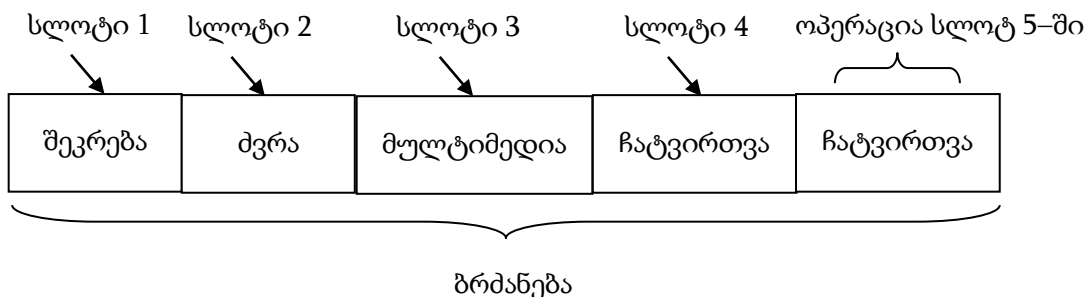 სლოტი 1 სლოტი 2 სლოტი 3 სლოტი 4 ოპერაცია სლოტ 5–ში
შეკრება ძვრა მულტიმედია ჩატვირთვა ჩატვირთვა
ბრძანება